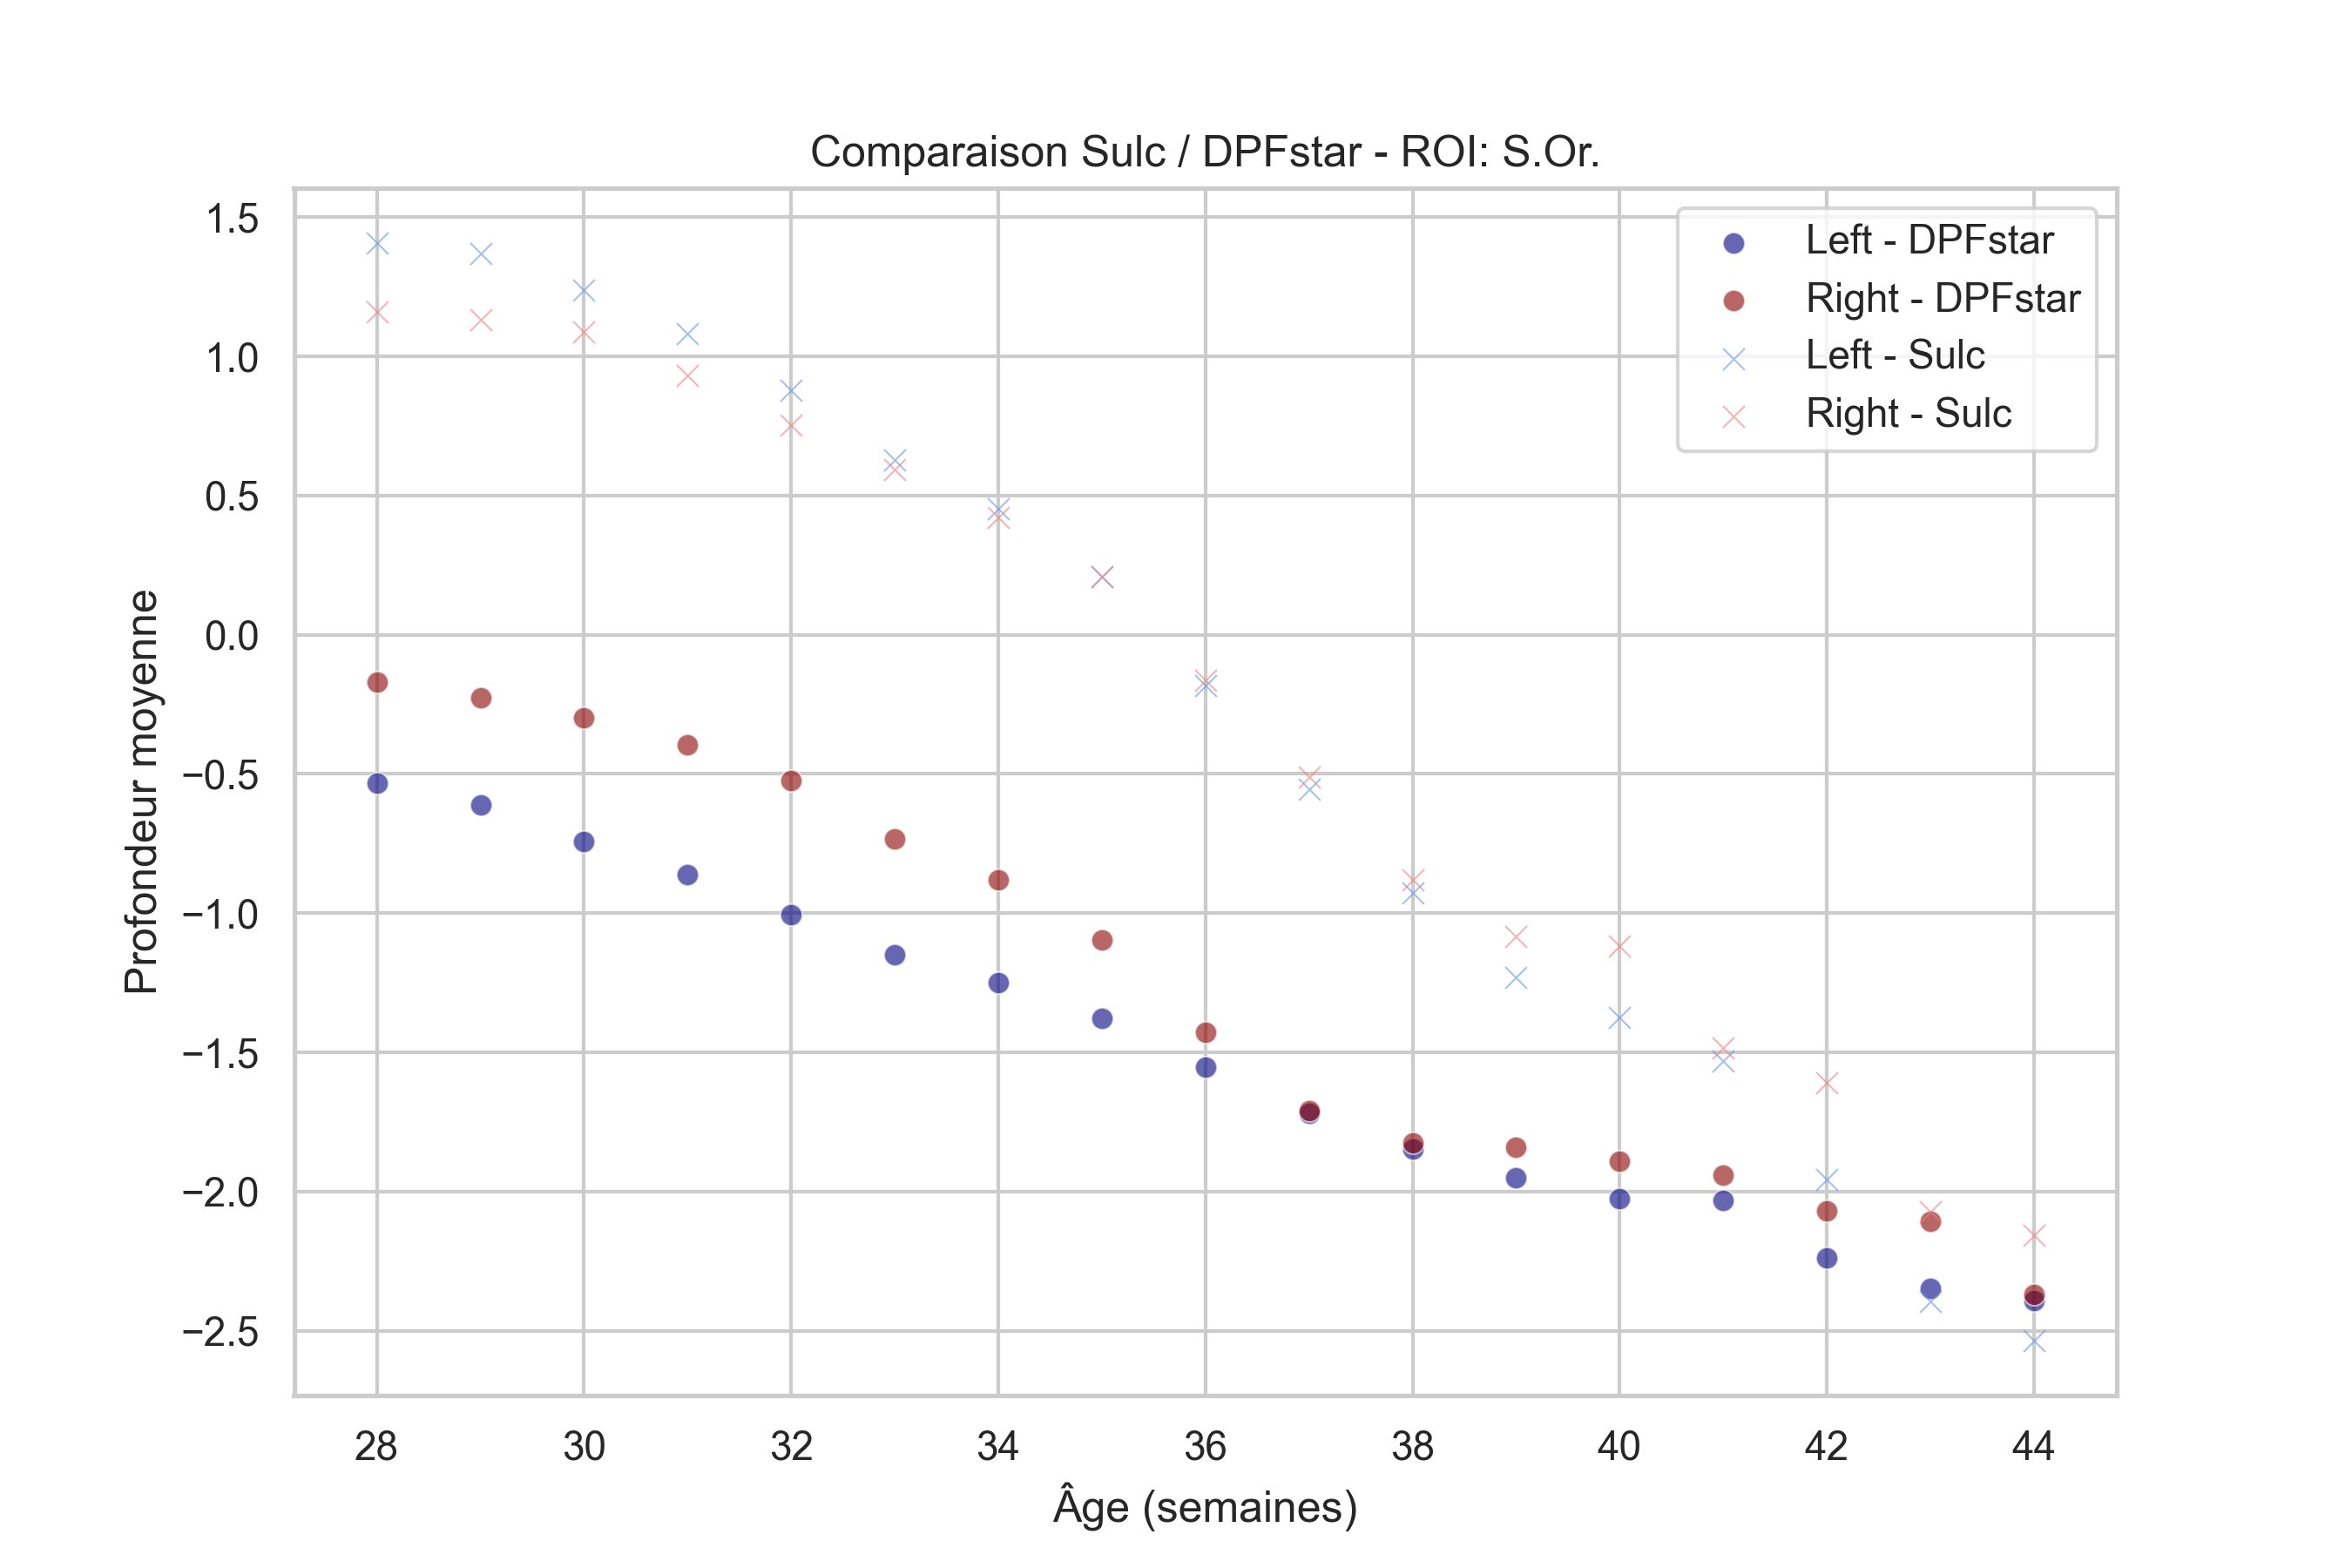 Comparaison Sulc / DPFstar - ROI: S.Or.
Left - DPFstar
Right - DPFstar
Left - Sulc
Right - Sulc
Profondeur moyenne
1.5
1.0
0.5
0.0
−0.5
−1.0
−1.5
−2.0
−2.5
28 30 32 34 36 38 40 42 44
Âge (semaines)